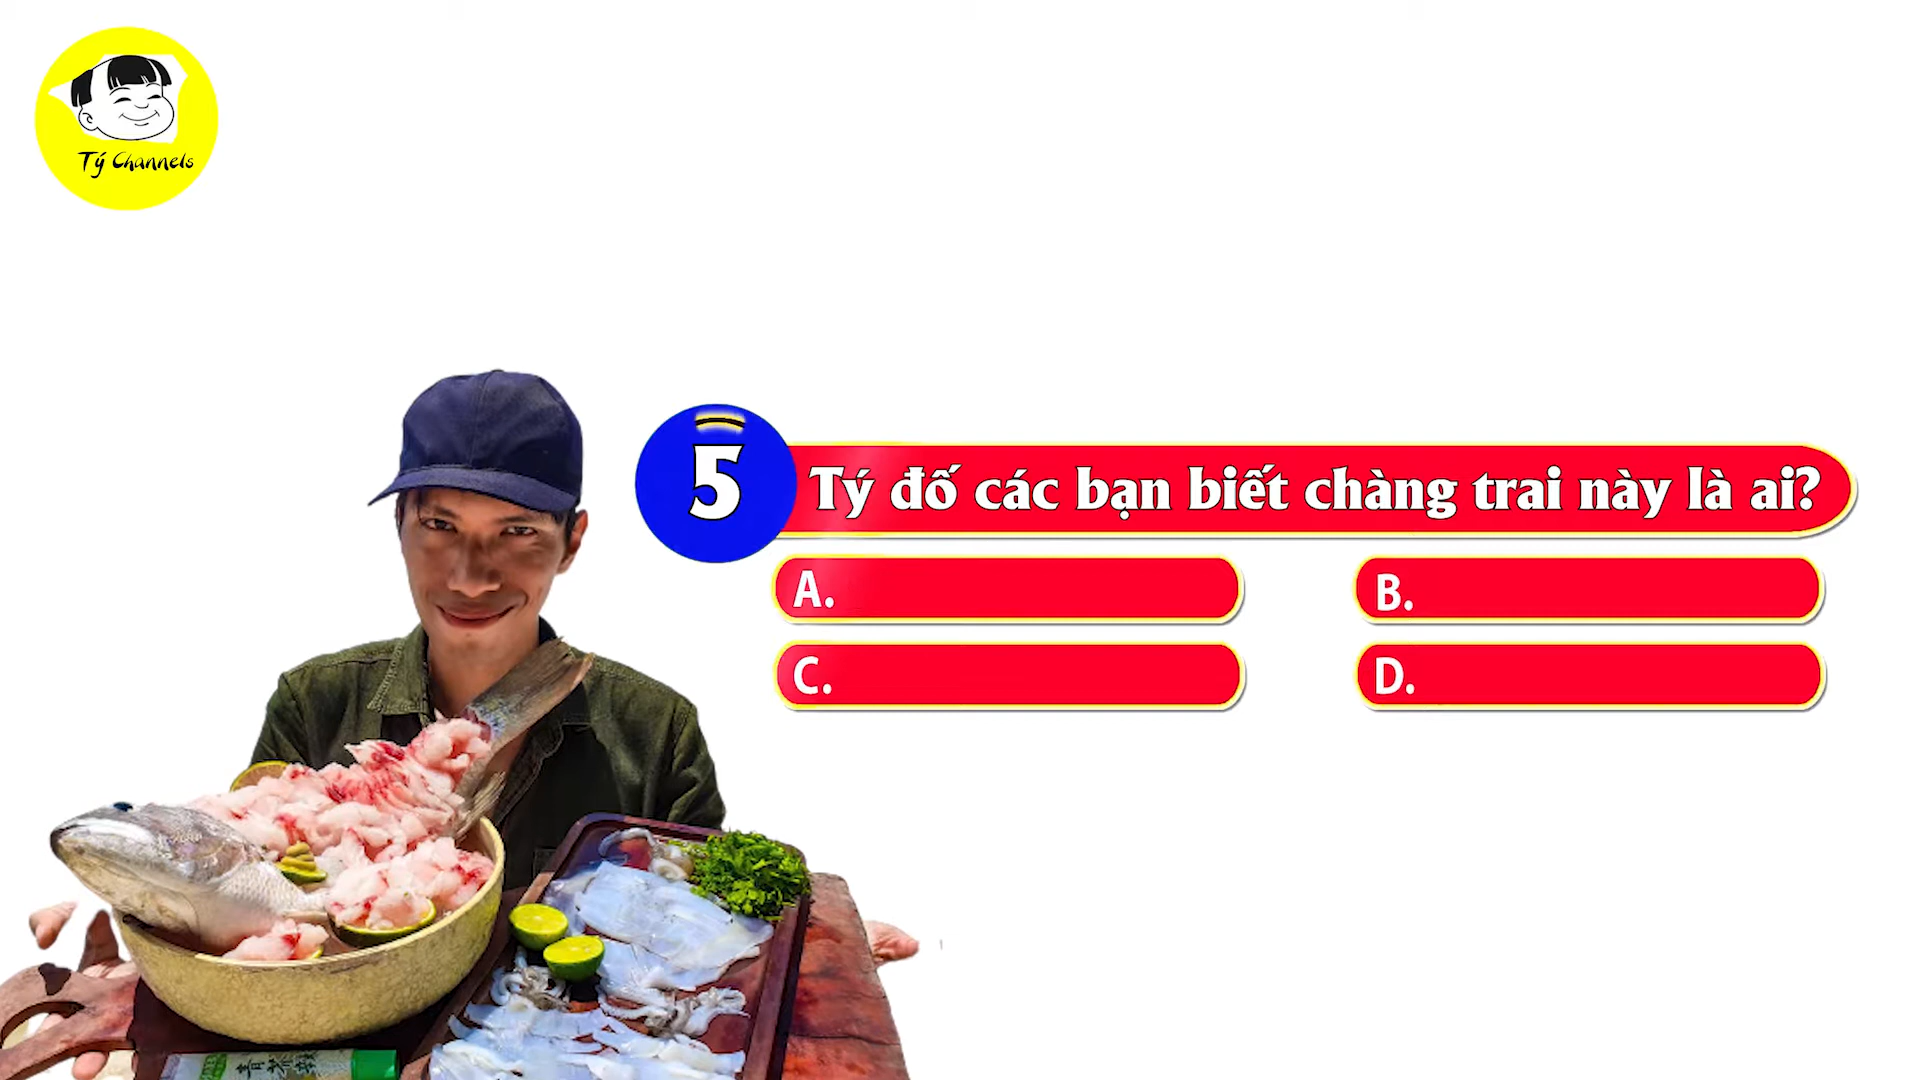 Tý Channels
5
Tý đố các bạn biết chàng trai này là ai?
A.
B.
C.
D.